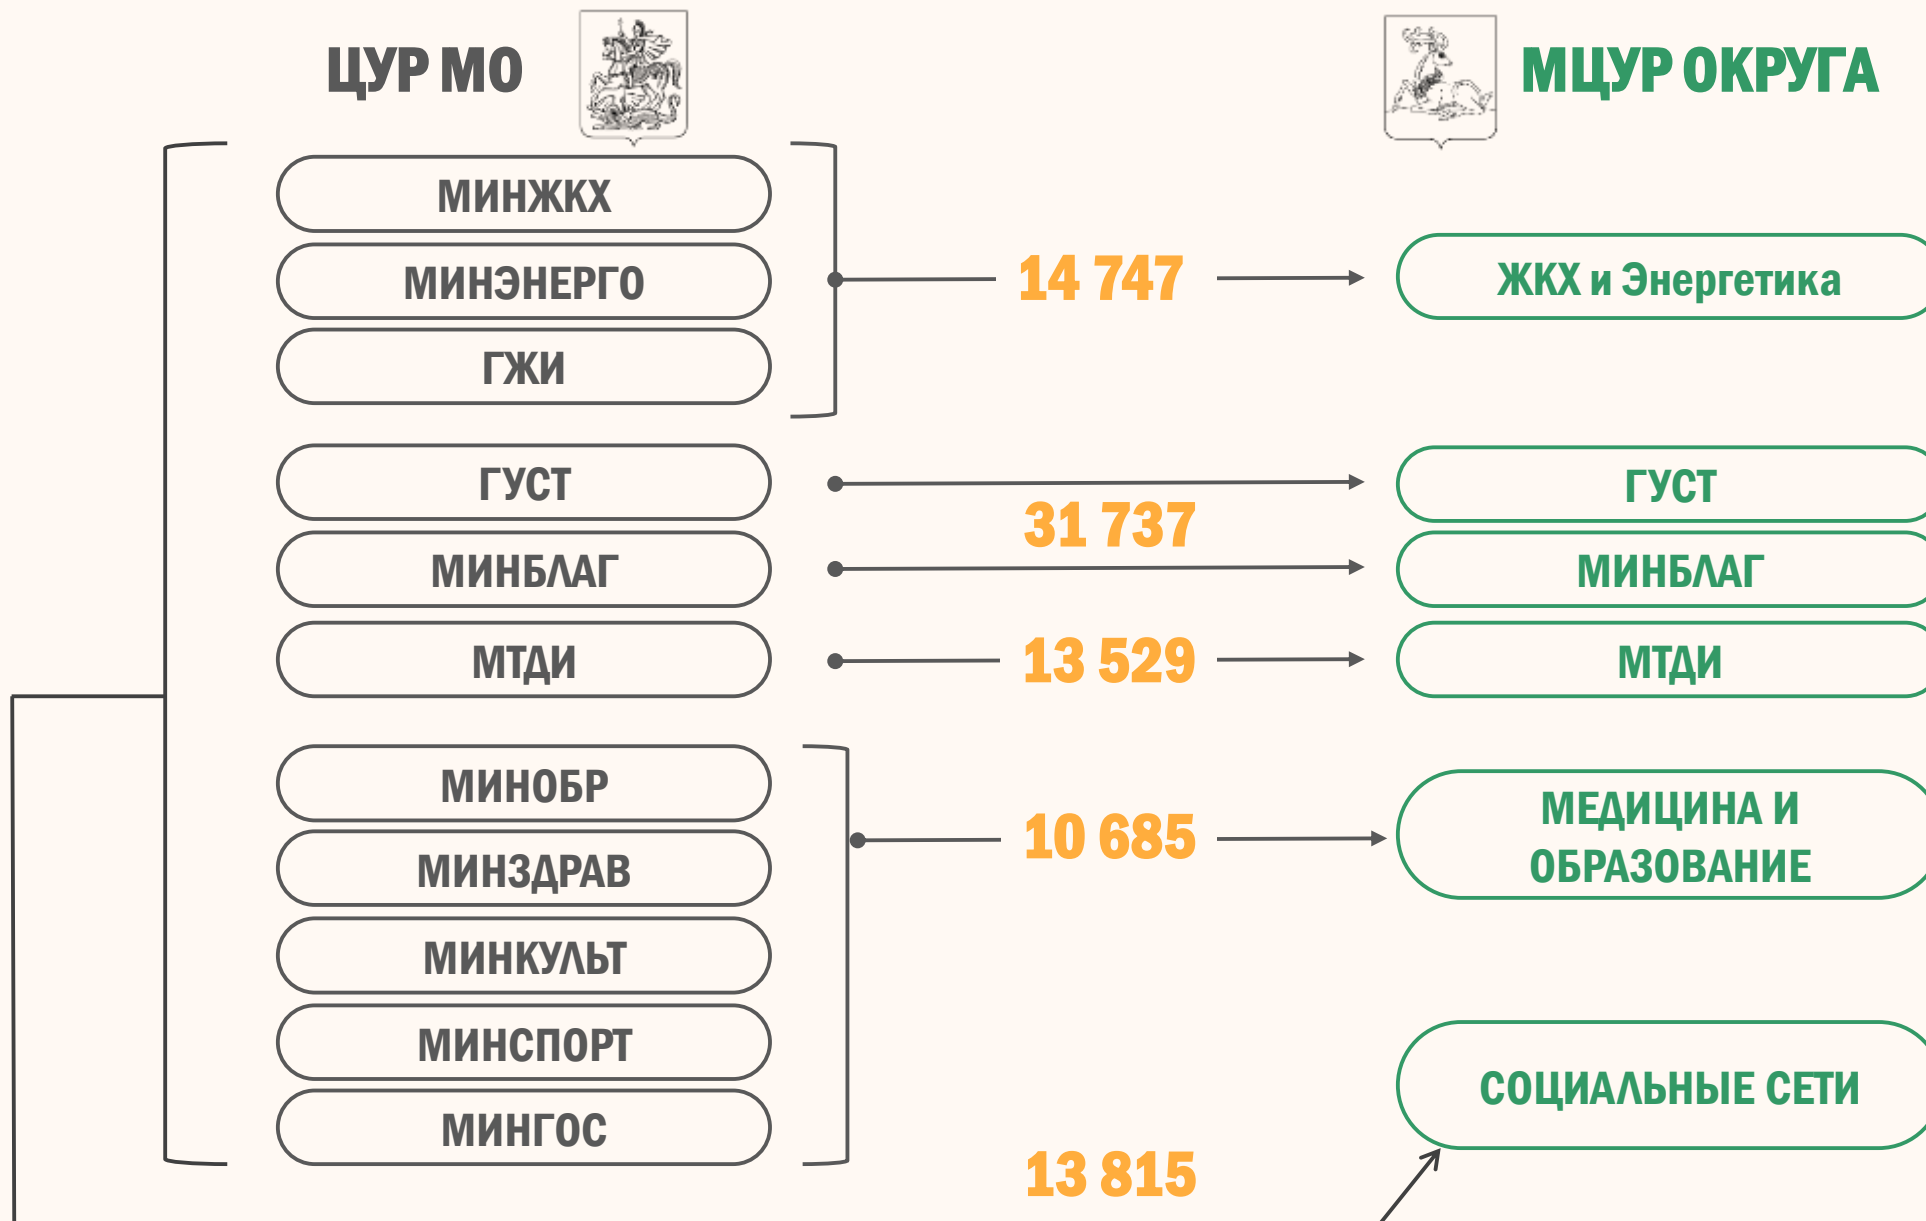 ЦУР МО
МЦУР ОКРУГА
МИНЖКХ
МИНЭНЕРГО
ГЖИ
14 747
ЖКХ и Энергетика
ГУСТ
ГУСТ
31 737
МИНБЛАГ
МИНБЛАГ
МТДИ
13 529
МТДИ
МИНОБР
МИНЗДРАВ
МИНКУЛЬТ
МИНСПОРТ
МИНГОС
10 685
МЕДИЦИНА И
ОБРАЗОВАНИЕ
СОЦИАЛЬНЫЕ СЕТИ
13 815